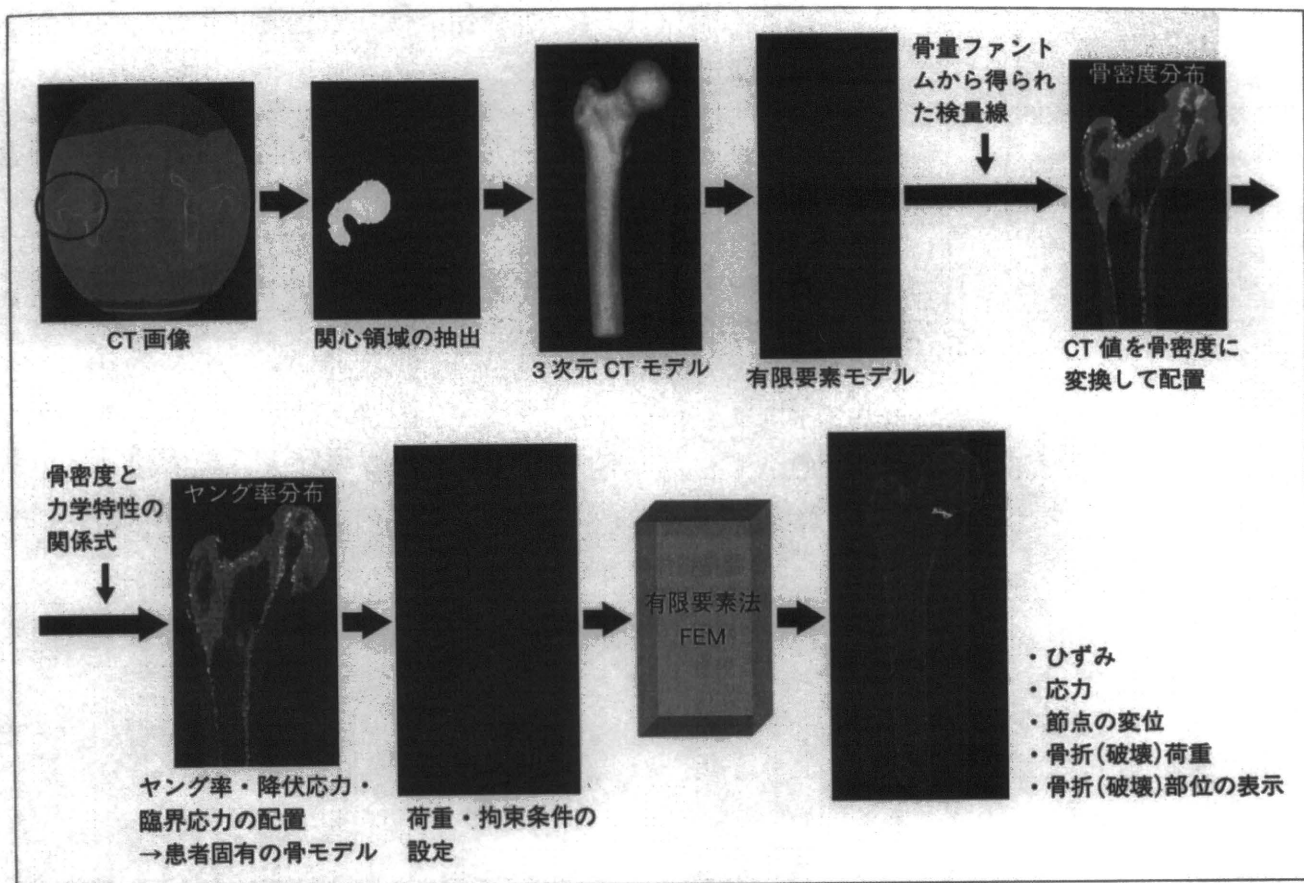 骨量ファント
ムから得られ
た検量線
骨密度分布
CT 画像
関心領域の抽出
3 次元 CT モデル
有限要素モデル
CT 値を骨密度に
変換して配置
骨密度と
力学特性の
関係式
ヤング率分布
ヤング率・降伏応力・
臨界応力の配置
→患者固有の骨モデル
荷重・拘束条件の
設定
有限要素法
FEM
・ひずみ
・応力
・節点の変位
・骨折(破壊)荷重
・骨折(破壊)部位の表示